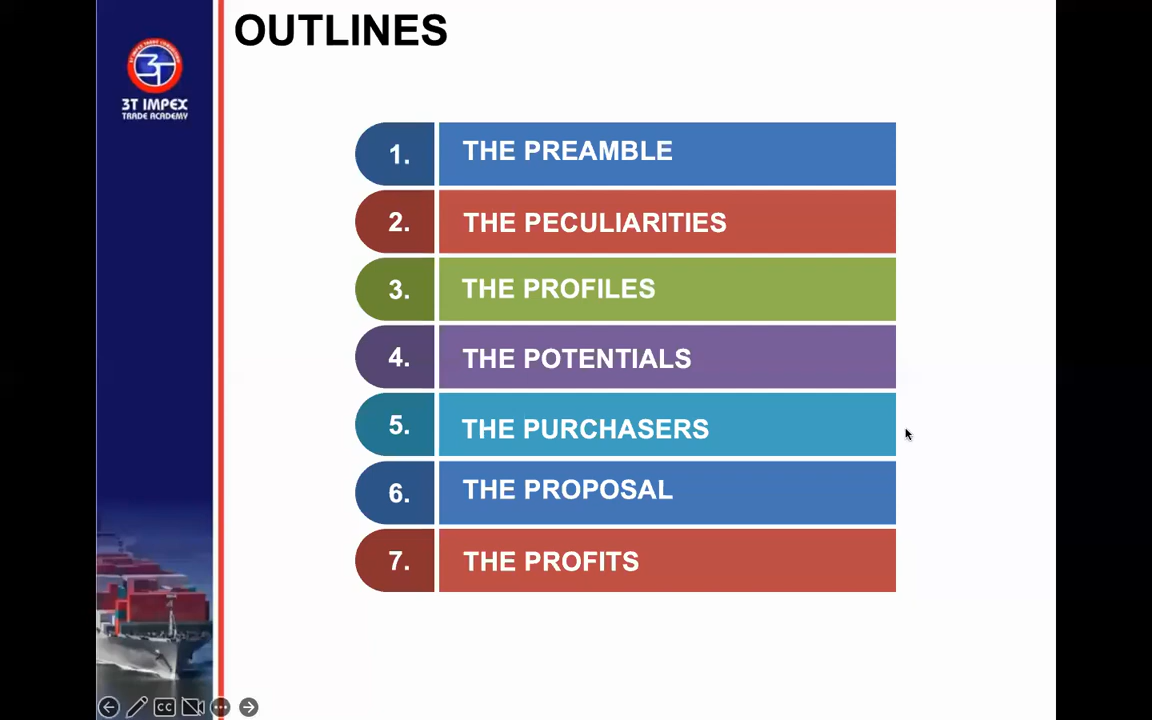 OUTLINES
3T IMPEX
TRADE ACADEMY
1. THE PREAMBLE
2. THE PECULIARITIES
3. THE PROFILES
4. THE POTENTIALS
5. THE PURCHASERS
6. THE PROPOSAL
7. THE PROFITS
CC